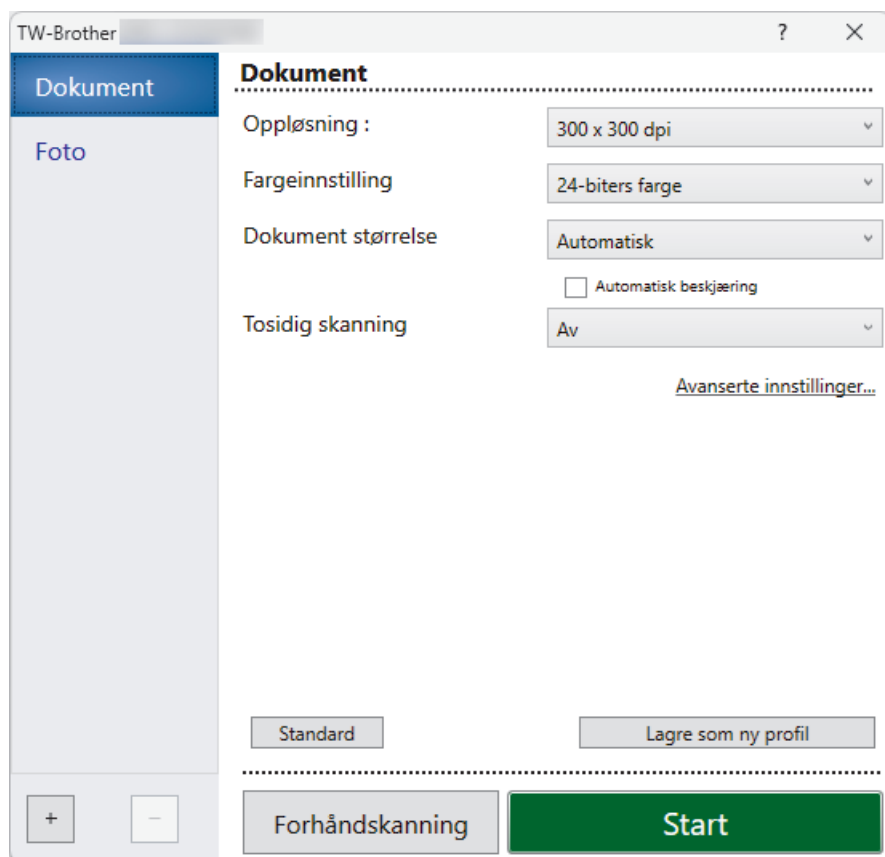 TW-Brother
?
Dokument
Foto
Dokument
Oppløsning :
300 x 300 dpi
Fargeinnstilling
24-biters farge
Dokument størrelse
Automatisk
Automatisk beskjæring
Tosidig skanning
Av
Avanserte innstillinger...
Standard
Lagre som ny profil
+
−
Forhåndskanning
Start